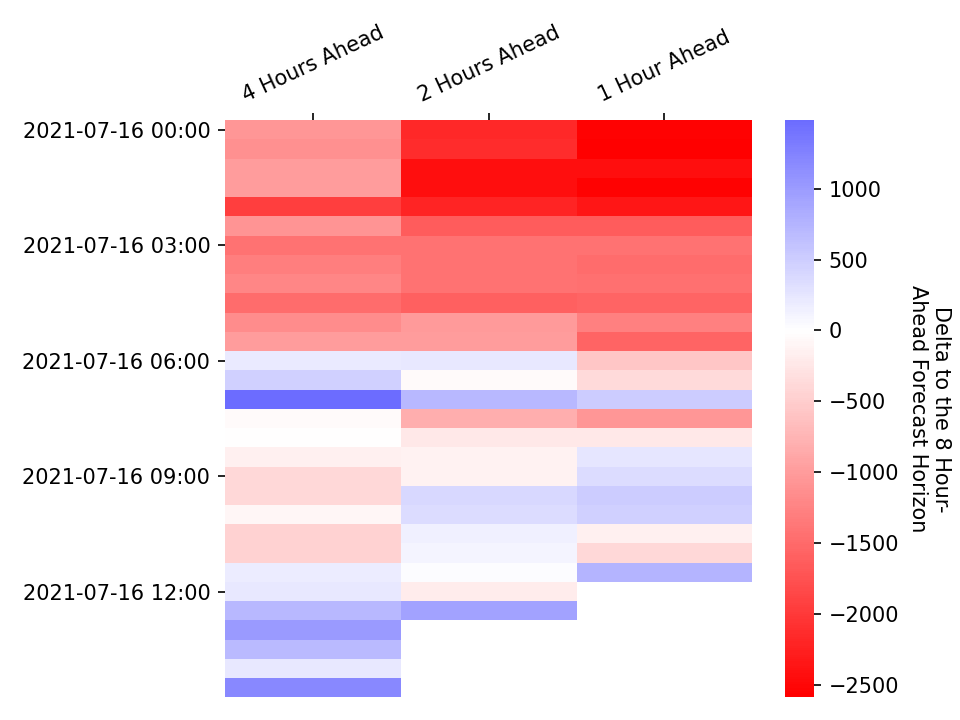 4 Hours Ahead
2 Hours Ahead
1 Hour Ahead
2021-07-16 00:00
2021-07-16 03:00
2021-07-16 06:00
2021-07-16 09:00
2021-07-16 12:00
1000
500
0
−500
−1000
−1500
−2000
−2500
Delta to the 8 Hour-
Ahead Forecast Horizon